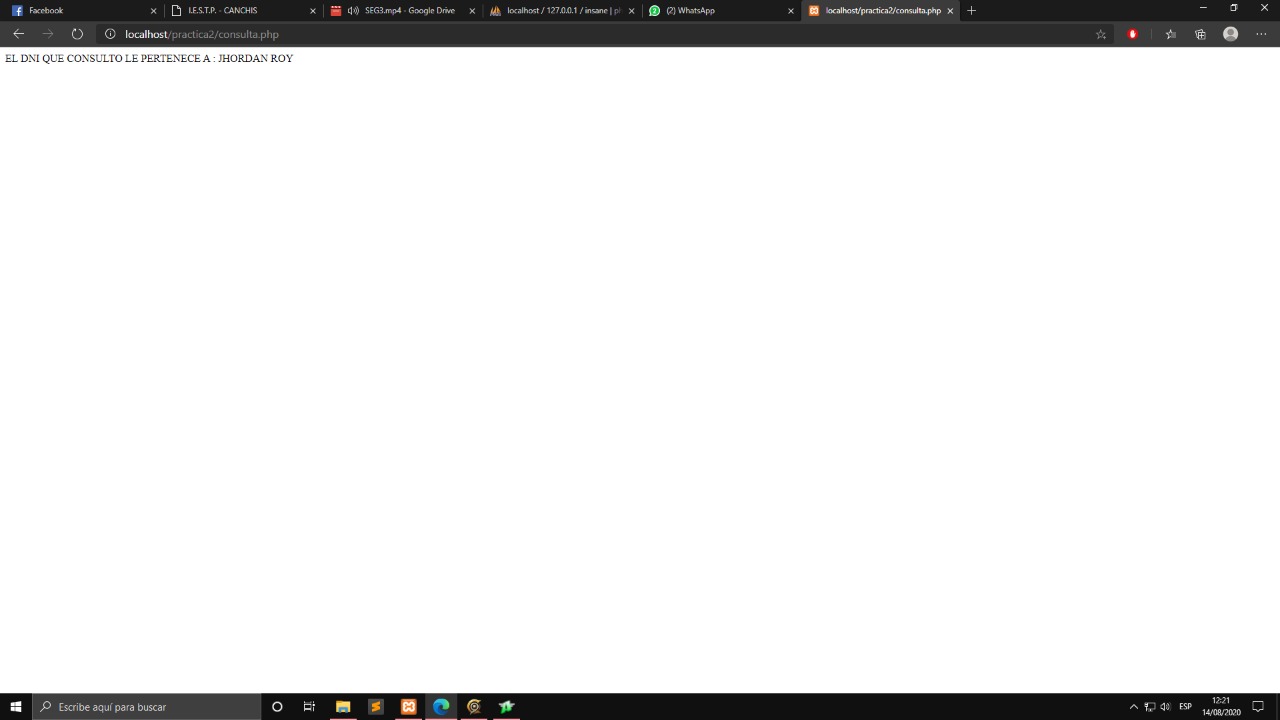 Facebook
I.E.S.T.P. - CANCHIS
SEG3.mp4 - Google Drive
localhost / 127.0.0.1 / insane | pl
(2) WhatsApp
localhost/practica2/consulta.php
localhost/practica2/consulta.php
EL DNI QUE CONSULTO LE PERTENECE A : JHORDAN ROY
Escribe aquí para buscar
ESP
12:21
14/08/2020